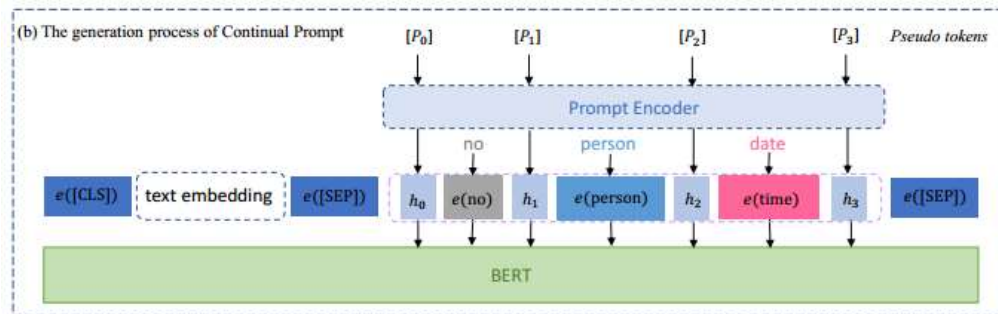 (b) The generation process of Continual Prompt [P₀] [P₁] [P₂] [P₃] Pseudo tokens
Prompt Encoder
no person date
e([CLS]) text embedding e([SEP]) h₀ e(no) h₁ e(person) h₂ e(time) h₃ e([SEP])
BERT